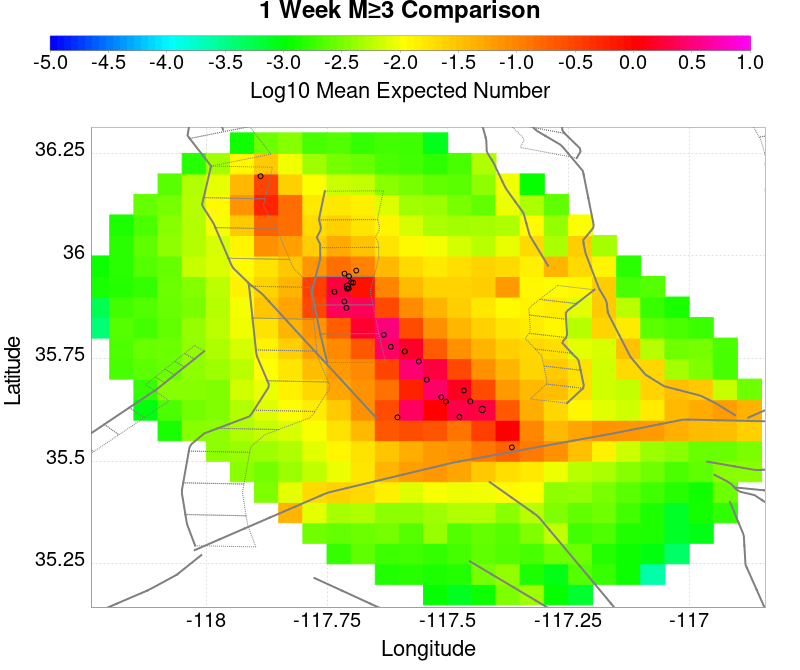 1 Week M≥3 Comparison
-5.0 -4.5 -4.0 -3.5 -3.0 -2.5 -2.0 -1.5 -1.0 -0.5 0.0 0.5 1.0
Log10 Mean Expected Number
36.25
36
35.75
35.5
35.25
Latitude
-118 -117.75 -117.5 -117.25 -117
Longitude